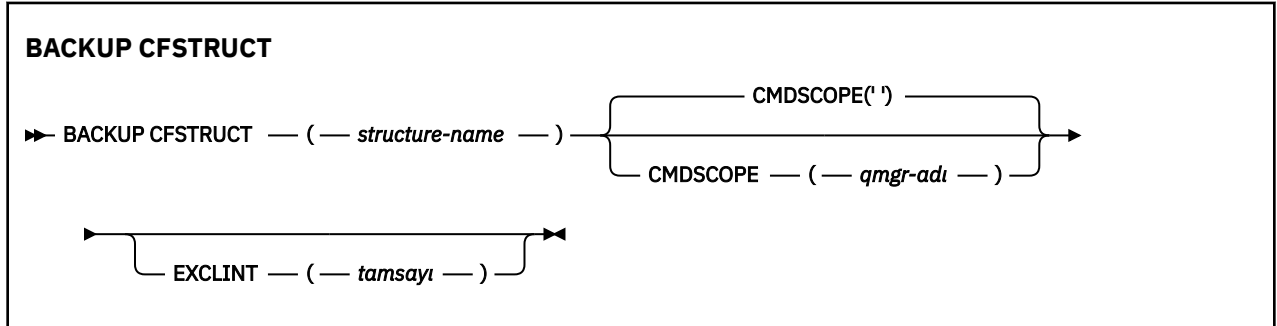 BACKUP CFSTRUCT
CMDSCOPE(' ')
BACKUP CFSTRUCT ( structure-name )
CMDSCOPE ( qmgr-adı )
EXCLINT ( tamsayı )